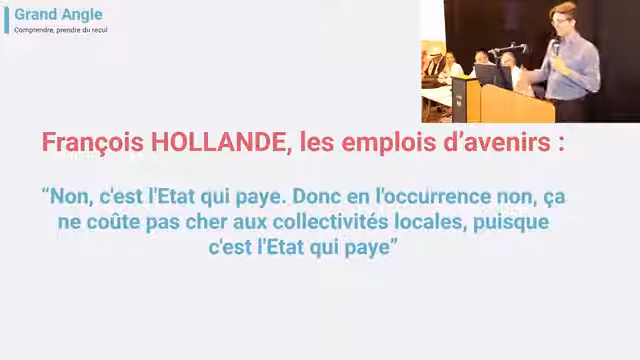 Grand Angle
Comprendre, prendre du recul
François HOLLANDE, les emplois d’avenirs :
“Non, c'est l'Etat qui paye. Donc en l'occurrence non, ça
ne coûte pas cher aux collectivités locales, puisque
c'est l'Etat qui paye”